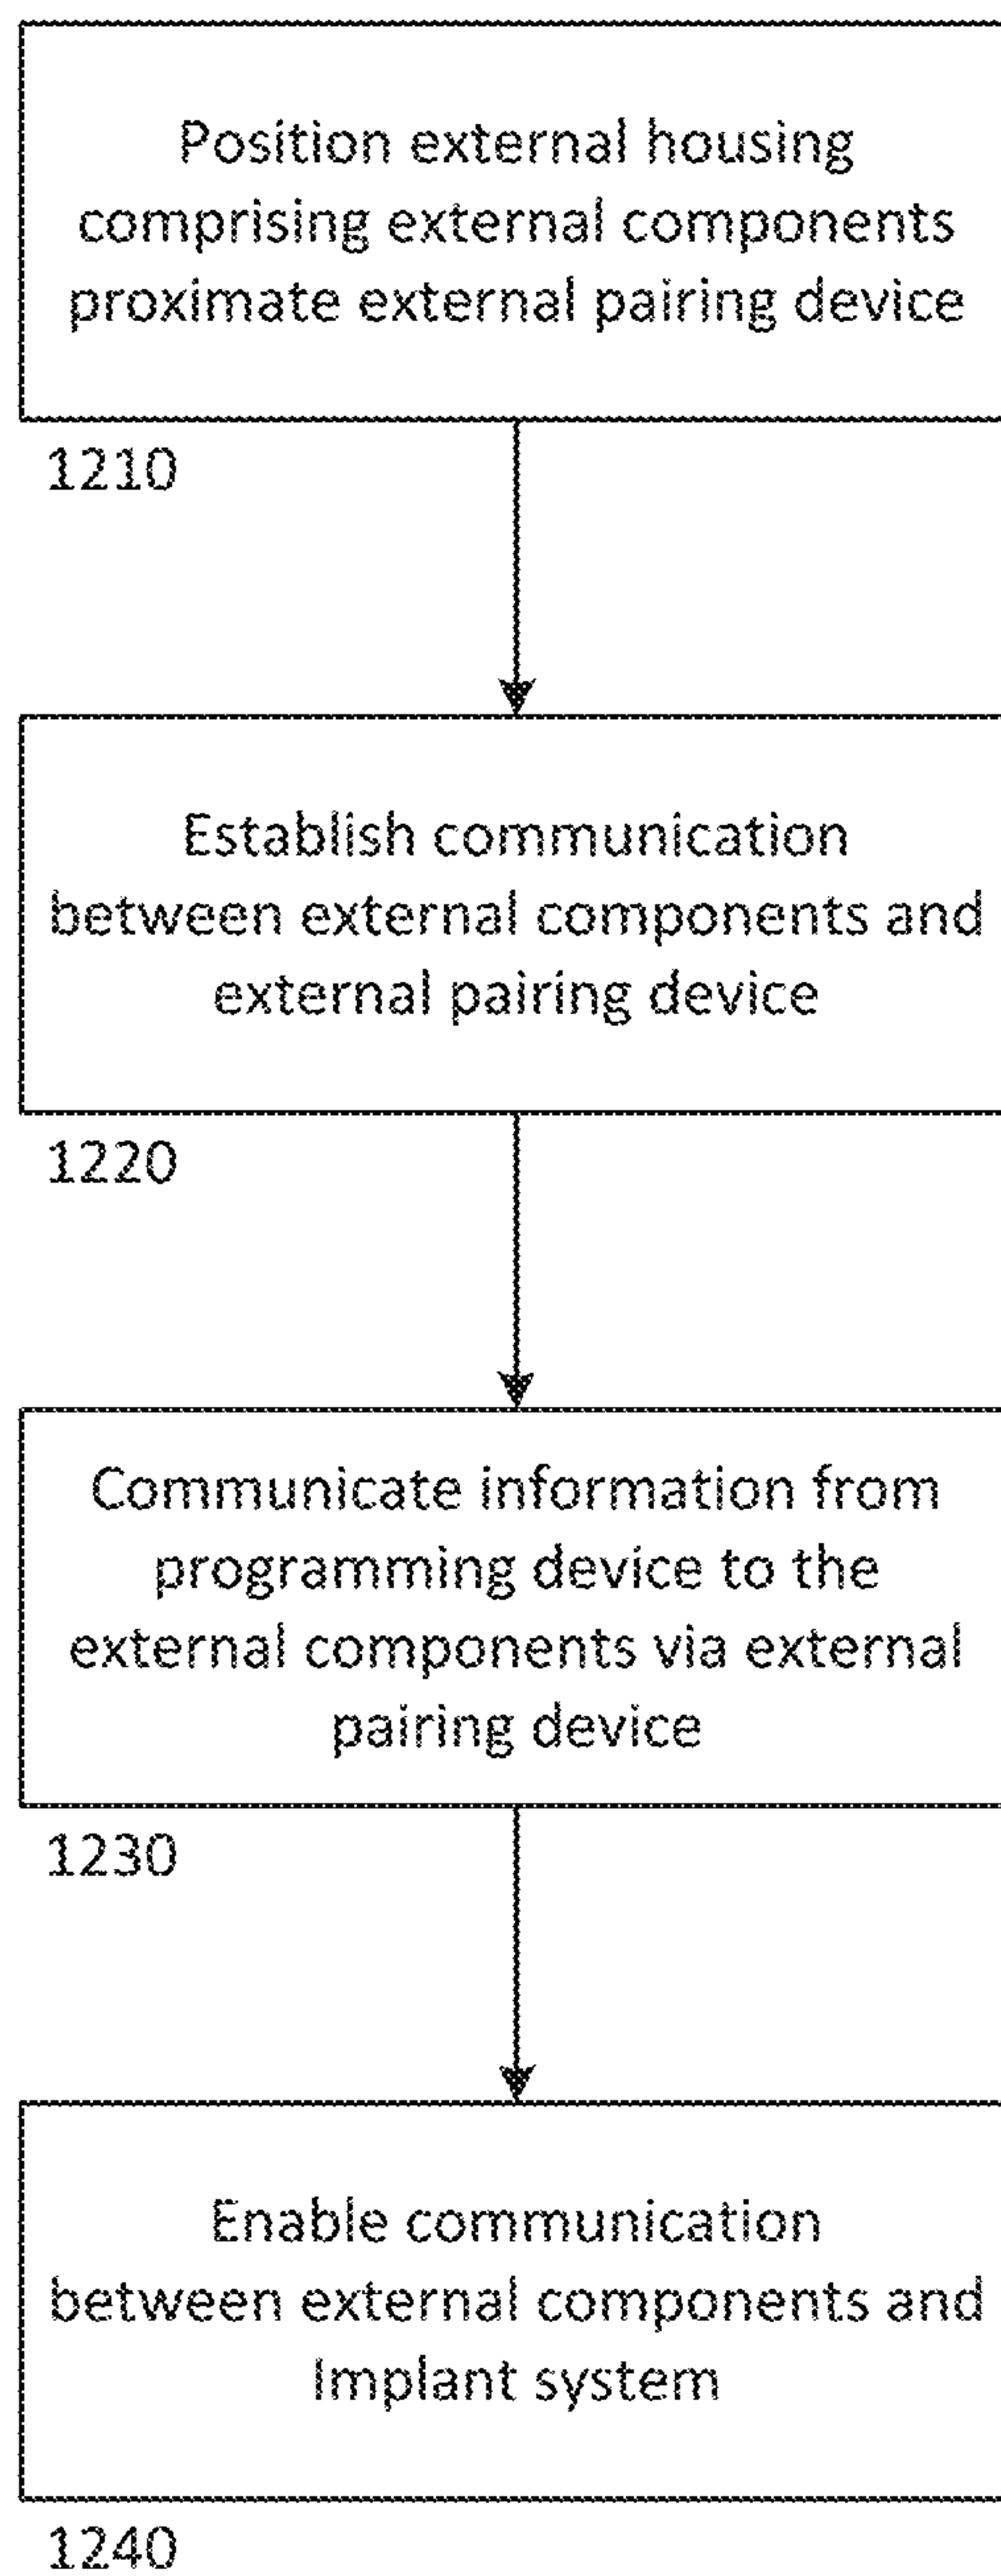 Position external housing
comprising external components
proximate external pairing device
1210
Establish communication
between external components and
external pairing device
1220
Communicate information from
programming device to the
external components via external
pairing device
1230
Enable communication
between external components and
Implant system
1240